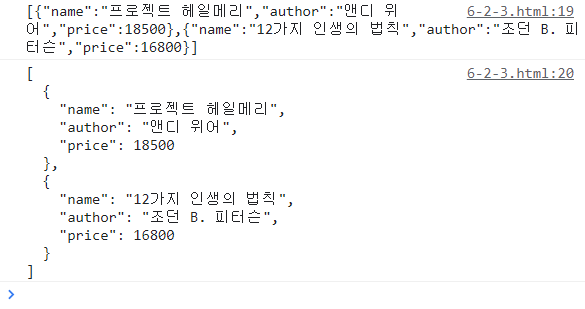 [{"name":"프로젝트 헤일메리","author":"앤디 위 6-2-3.html:19
어","price":18500},{"name":"12가지 인생의 법칙","author":"조던 B. 피
터슨","price":16800}]
[ 6-2-3.html:20
  {
    "name": "프로젝트 헤일메리",
    "author": "앤디 위어",
    "price": 18500
  },
  {
    "name": "12가지 인생의 법칙",
    "author": "조던 B. 피터슨",
    "price": 16800
  }
]
>